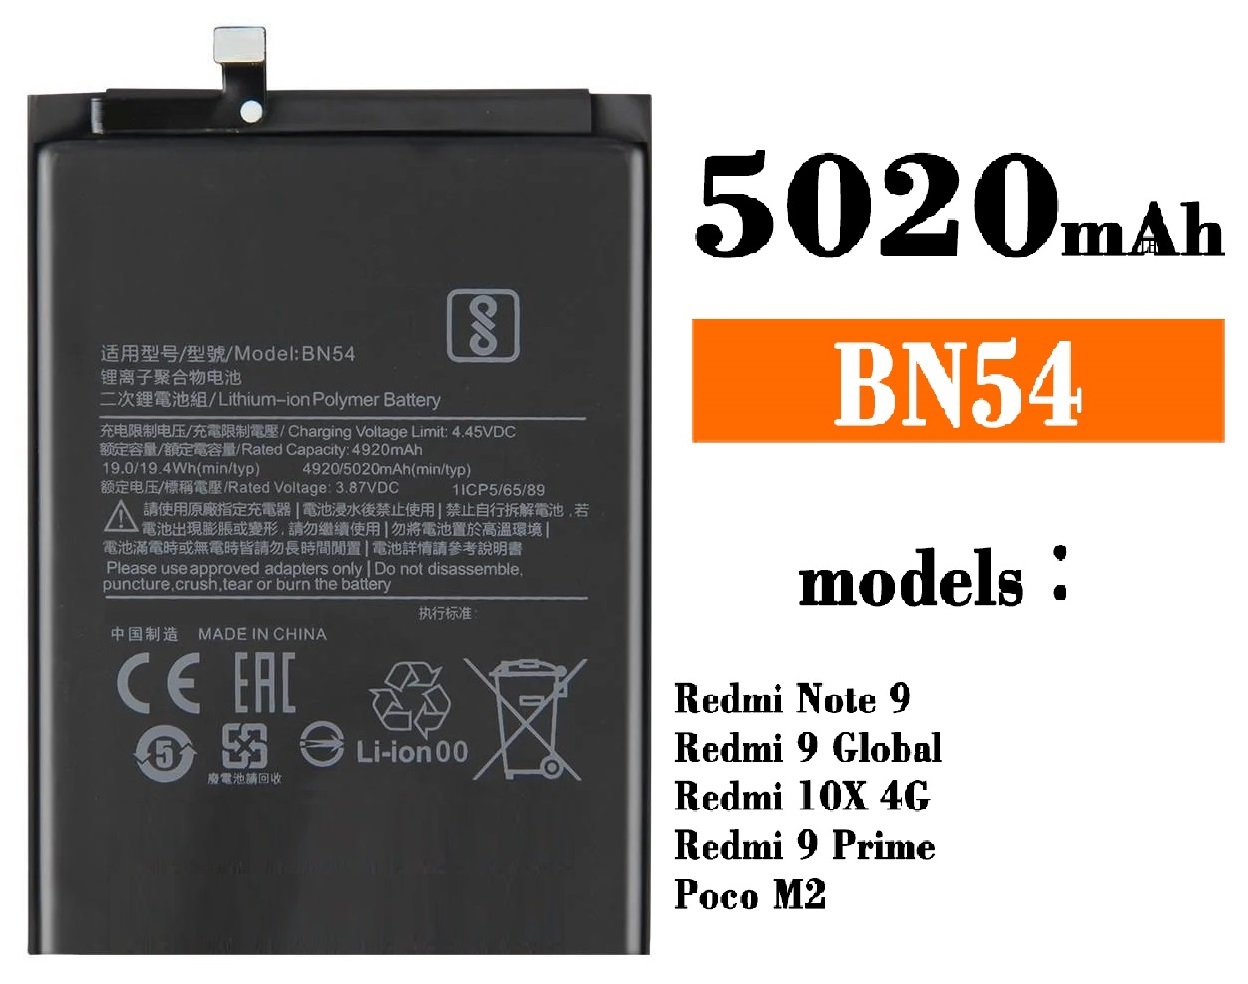 适用型号/型號/Model:BN54
锂离子聚合物电池
二次鋰電池組/Lithium-ion Polymer Battery
充电限制电压/充電限制電壓/ Charging Voltage Limit: 4.45VDC
额定容量/額定電容量/Rated Capacity: 4920mAh
19.0/19.4Wh(min/typ) 4920/5020mAh(min/typ)
额定电压/標稱電壓/Rated Voltage: 3.87VDC 1ICP5/65/89
請使用原廠指定充電器 | 電池浸水後禁止使用 | 禁止自行拆解電池 ,若
電池出現膨脹或變形 , 請勿繼續使用 | 勿將電池置於高溫環境 |
電池滿電時或無電時皆請勿長時間閒置 | 電池詳情請參考說明書
Please use approved adapters only | Do not disassemble,
puncture,crush,tear or burn the battery
执行标准:
中国制造 MADE IN CHINA
CE EAC
5
Li-ion 00
廢電池請回收
5020mAh
BN54
models：
Redmi Note 9
Redmi 9 Global
Redmi 10X 4G
Redmi 9 Prime
Poco M2